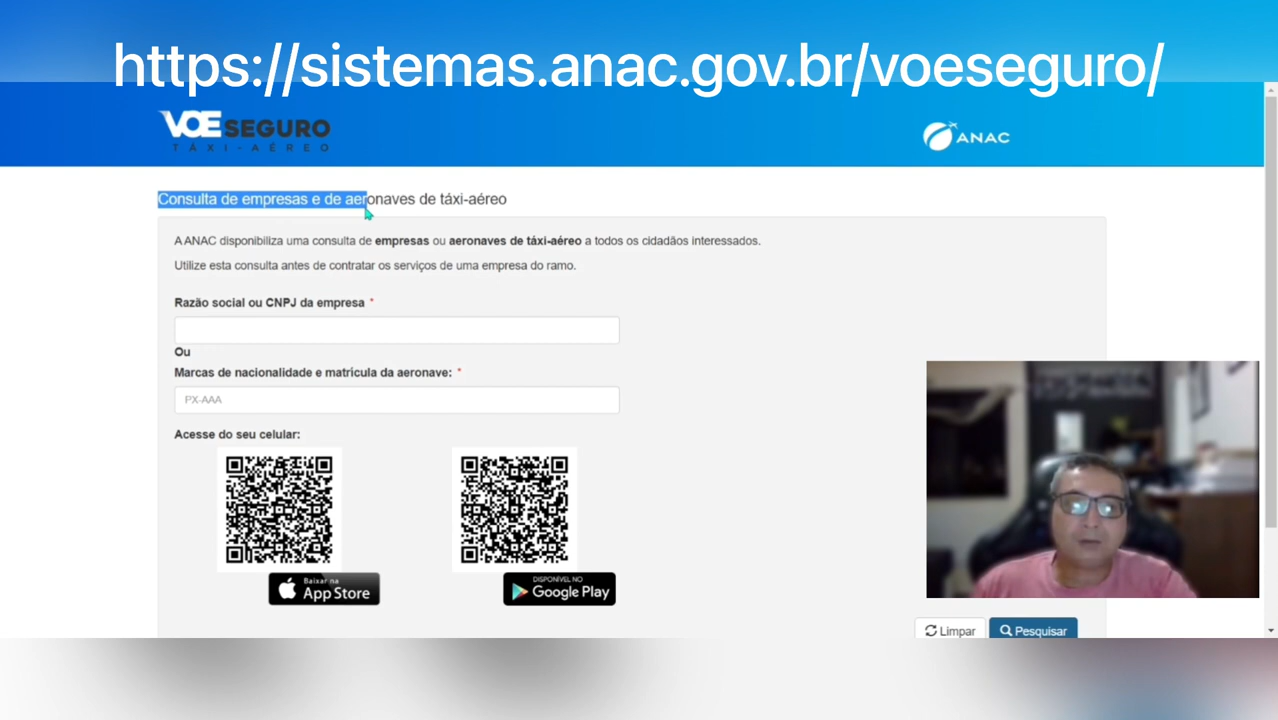 https://sistemas.anac.gov.br/voeseguro/
VOE SEGURO
TÁXI-AÉREO
ANAC
Consulta de empresas e de aeronaves de táxi-aéreo
A ANAC disponibiliza uma consulta de empresas ou aeronaves de táxi-aéreo a todos os cidadãos interessados.
Utilize esta consulta antes de contratar os serviços de uma empresa do ramo.
Razão social ou CNPJ da empresa *
Ou
Marcas de nacionalidade e matrícula da aeronave: *
PX-AAA
Acesse do seu celular:
Baixar na
App Store
DISPONÍVEL NO
Google Play
Limpar
Pesquisar